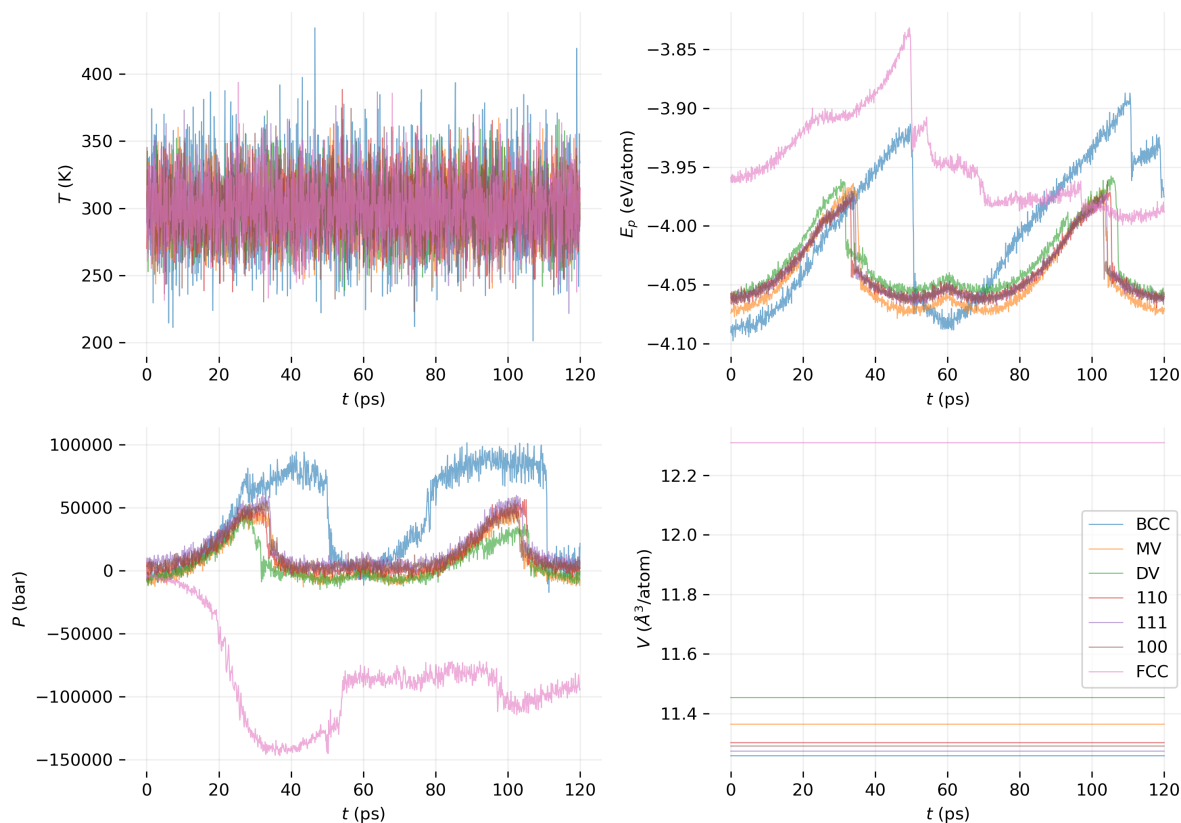 400
350
300
250
200
T (K)
0 20 40 60 80 100 120
t (ps)
−3.85
−3.90
−3.95
−4.00
−4.05
−4.10
E_p (eV/atom)
0 20 40 60 80 100 120
t (ps)
100000
50000
0
−50000
−100000
−150000
P (bar)
0 20 40 60 80 100 120
t (ps)
12.2
12.0
11.8
11.6
11.4
V (Å^3/atom)
BCC
MV
DV
110
111
100
FCC
0 20 40 60 80 100 120
t (ps)